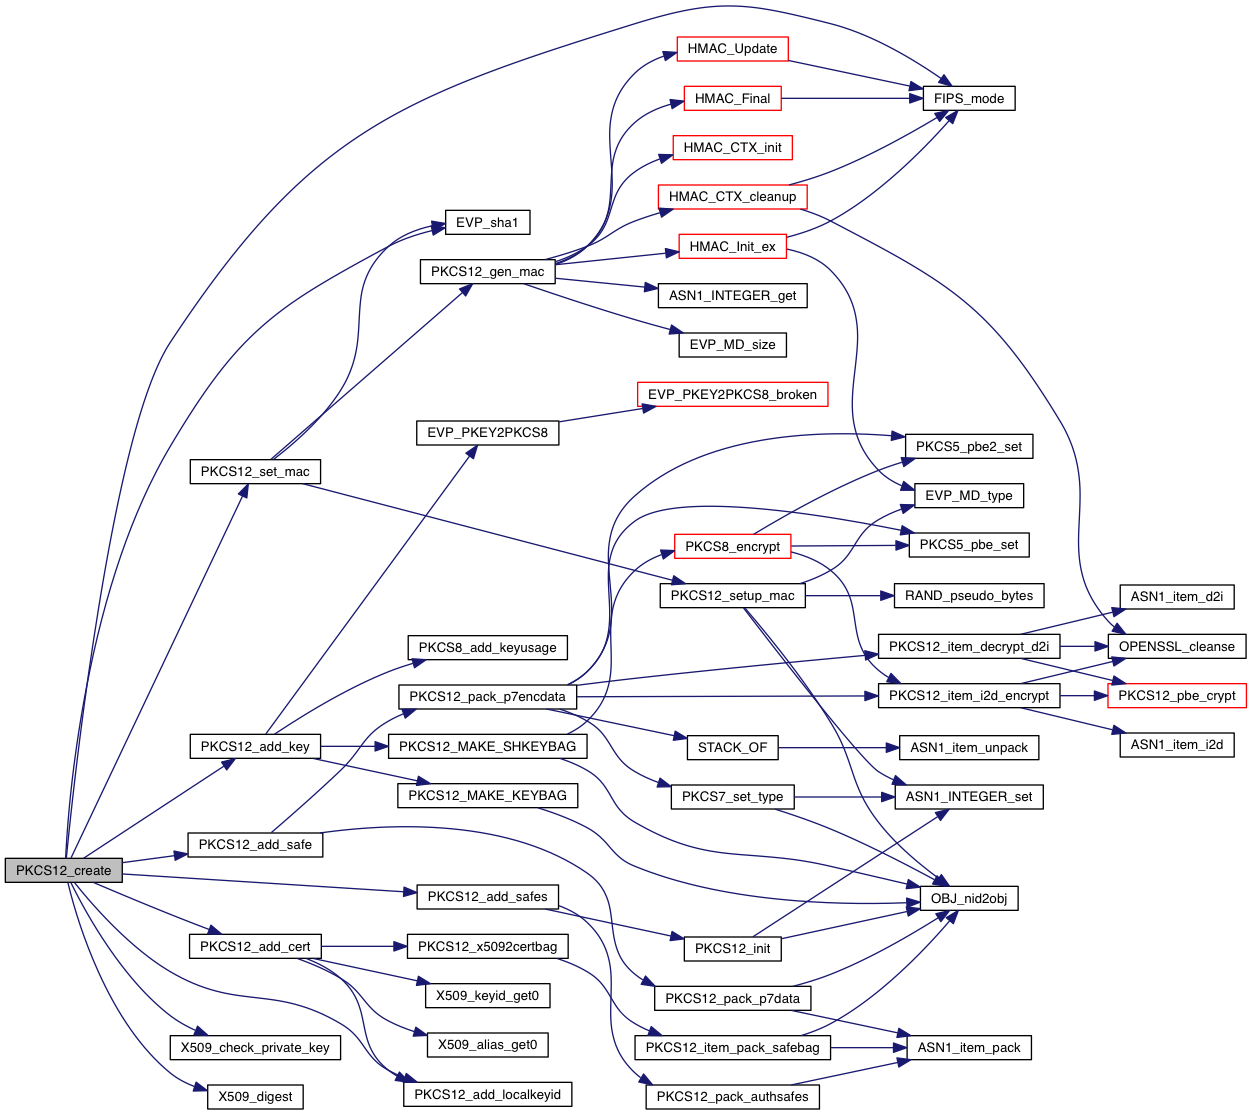 HMAC_Update
HMAC_Final
FIPS_mode
HMAC_CTX_init
HMAC_CTX_cleanup
EVP_sha1
HMAC_Init_ex
PKCS12_gen_mac
ASN1_INTEGER_get
EVP_MD_size
EVP_PKEY2PKCS8_broken
EVP_PKEY2PKCS8
PKCS5_pbe2_set
PKCS12_set_mac
EVP_MD_type
PKCS8_encrypt
PKCS5_pbe_set
PKCS12_setup_mac
RAND_pseudo_bytes
ASN1_item_d2i
PKCS8_add_keyusage
PKCS12_item_decrypt_d2i
OPENSSL_cleanse
PKCS12_pack_p7encdata
PKCS12_item_i2d_encrypt
PKCS12_pbe_crypt
PKCS12_add_key
PKCS12_MAKE_SHKEYBAG
STACK_OF
ASN1_item_unpack
ASN1_item_i2d
PKCS12_MAKE_KEYBAG
PKCS7_set_type
ASN1_INTEGER_set
PKCS12_add_safe
PKCS12_create
PKCS12_add_safes
OBJ_nid2obj
PKCS12_add_cert
PKCS12_x5092certbag
PKCS12_init
X509_keyid_get0
PKCS12_pack_p7data
X509_check_private_key
X509_alias_get0
PKCS12_item_pack_safebag
ASN1_item_pack
X509_digest
PKCS12_add_localkeyid
PKCS12_pack_authsafes